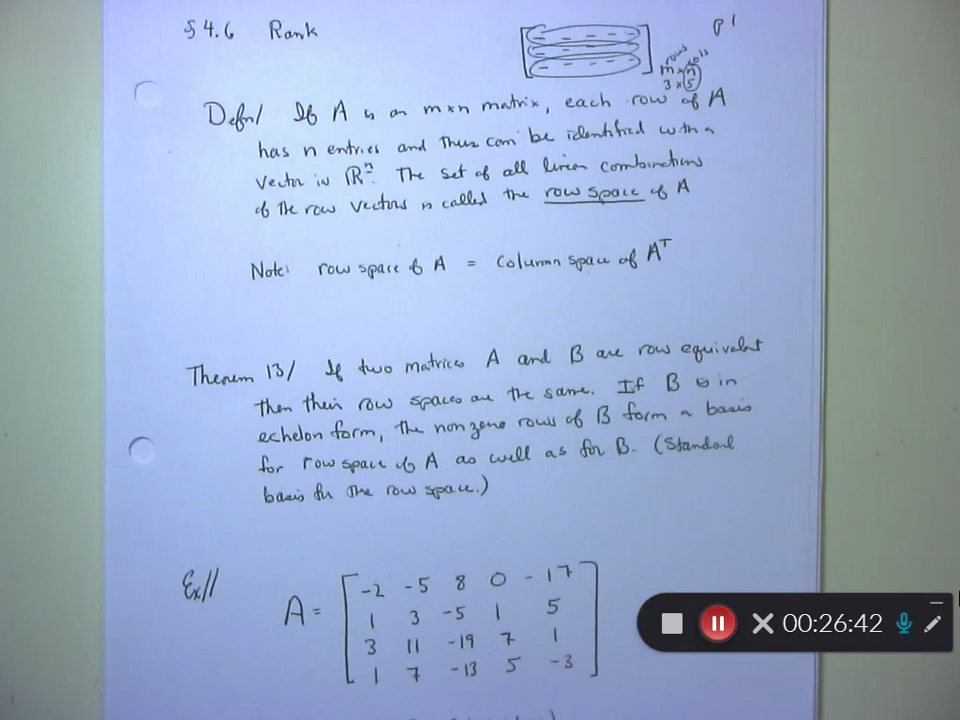 § 4.6 Rank
P 1
rows cols
m x n
3 x 5
Defn/ If A is an m x n matrix, each row of A
has n entries and thus can be identified with a
vector in ℝⁿ. The set of all linear combinations
of the row vectors is called the row space of A
Note: row space of A = column space of Aᵀ
Theorem 13/ If two matrices A and B are row equivalent
then their row spaces are the same. If B is in
echelon form, the nonzero rows of B form a basis
for row space of A as well as for B. (Standard
basis for the row space.)
Ex// A =
-2 -5 8 0 -17
1 3 -5 1 5
3 11 -19 7 1
1 7 -13 5 -3
00:26:42